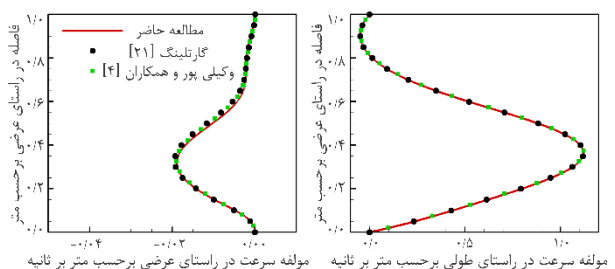 فاصله در راستای عرضی برحسب متر
۱/۰
۰/۸
۰/۶
۰/۴
۰/۲
۰/۰
مطالعه حاضر
گارتلینگ [۲۱]
وکیلی پور و همکاران [۴]
-۰/۰۴ -۰/۰۲ ۰/۰۰
مولفه سرعت در راستای عرضی برحسب متر بر ثانیه
فاصله در راستای عرضی برحسب متر
۱/۰
۰/۸
۰/۶
۰/۴
۰/۲
۰/۰
۰/۰ ۰/۵ ۱/۰
مولفه سرعت در راستای طولی برحسب متر بر ثانیه